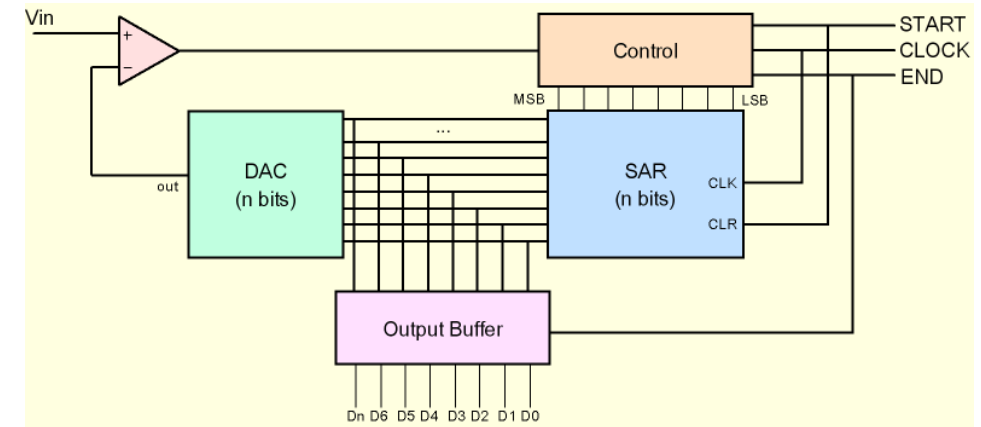 Vin
+
−
Control
START
CLOCK
END
MSB
LSB
...
DAC
(n bits)
out
SAR
(n bits)
CLK
CLR
Output Buffer
Dn D6 D5 D4 D3 D2 D1 D0